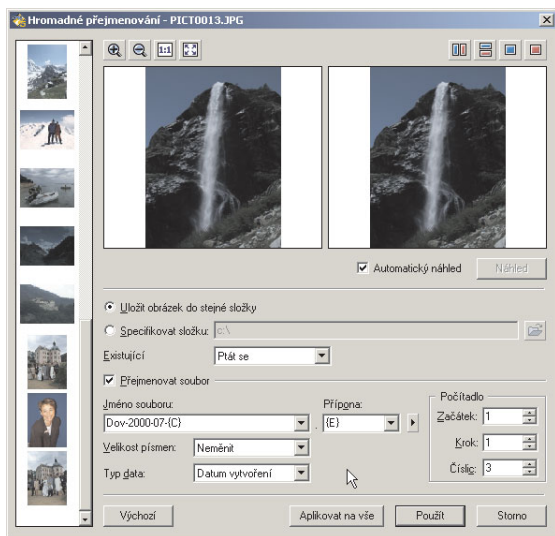 Hromadné přejmenování - PICT0013.JPG
1:1
Automatický náhled
Náhled
Uložit obrázek do stejné složky
Specifikovat složku: c:\
Existující Ptát se
Přejmenovat soubor
Jméno souboru: Přípona:
Dov-2000-07-{C} . {E}
Velikost písmen: Neměnit
Typ data: Datum vytvoření
Počítadlo
Začátek: 1
Krok: 1
Číslic: 3
Výchozí Aplikovat na vše Použít Storno